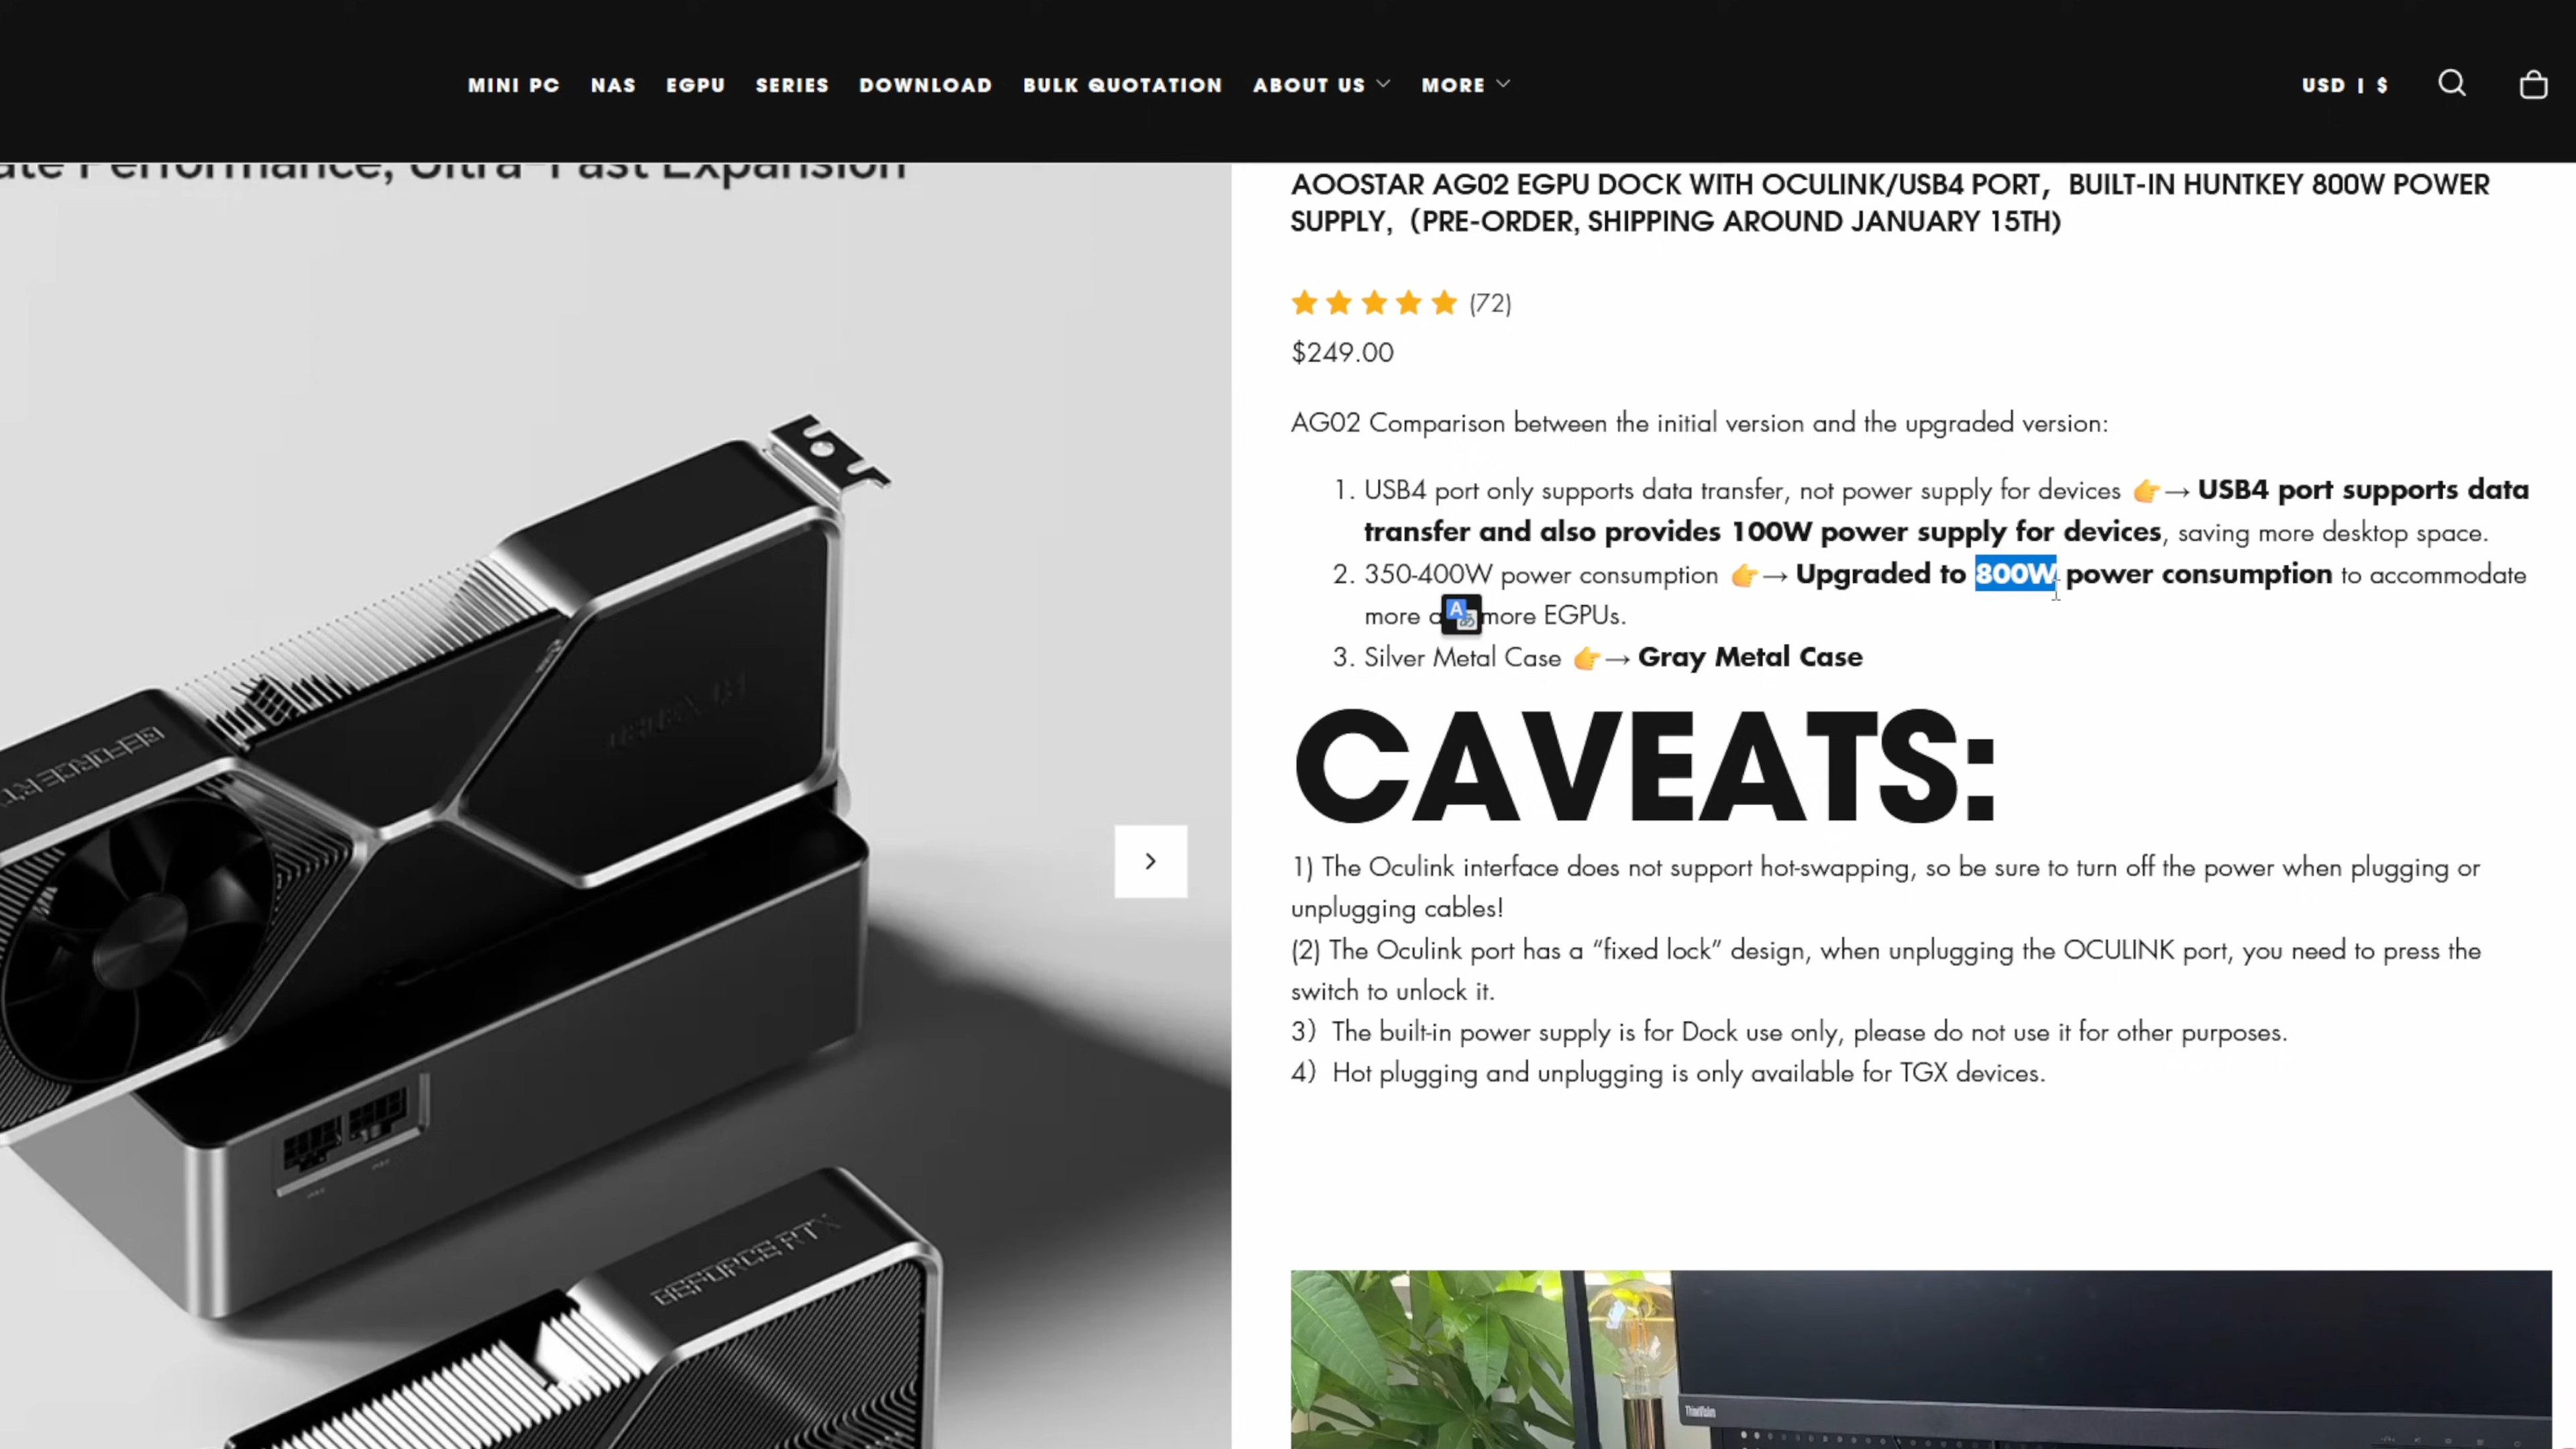 MINI PC NAS EGPU SERIES DOWNLOAD BULK QUOTATION ABOUT US MORE USD | $
ate Performance, Ultra-Fast Expansion
AOOSTAR AG02 EGPU DOCK WITH OCULINK/USB4 PORT，BUILT-IN HUNTKEY 800W POWER
SUPPLY,（PRE-ORDER, SHIPPING AROUND JANUARY 15TH)
(72)
$249.00
AG02 Comparison between the initial version and the upgraded version:
1. USB4 port only supports data transfer, not power supply for devices 👉→ USB4 port supports data
transfer and also provides 100W power supply for devices, saving more desktop space.
2. 350-400W power consumption 👉→ Upgraded to 800W power consumption to accommodate
more more EGPUs.
3. Silver Metal Case 👉→ Gray Metal Case
CAVEATS:
1) The Oculink interface does not support hot-swapping, so be sure to turn off the power when plugging or
unplugging cables!
(2) The Oculink port has a “fixed lock” design, when unplugging the OCULINK port, you need to press the
switch to unlock it.
3）The built-in power supply is for Dock use only, please do not use it for other purposes.
4）Hot plugging and unplugging is only available for TGX devices.
GEFORCE RTX
ThinkVision